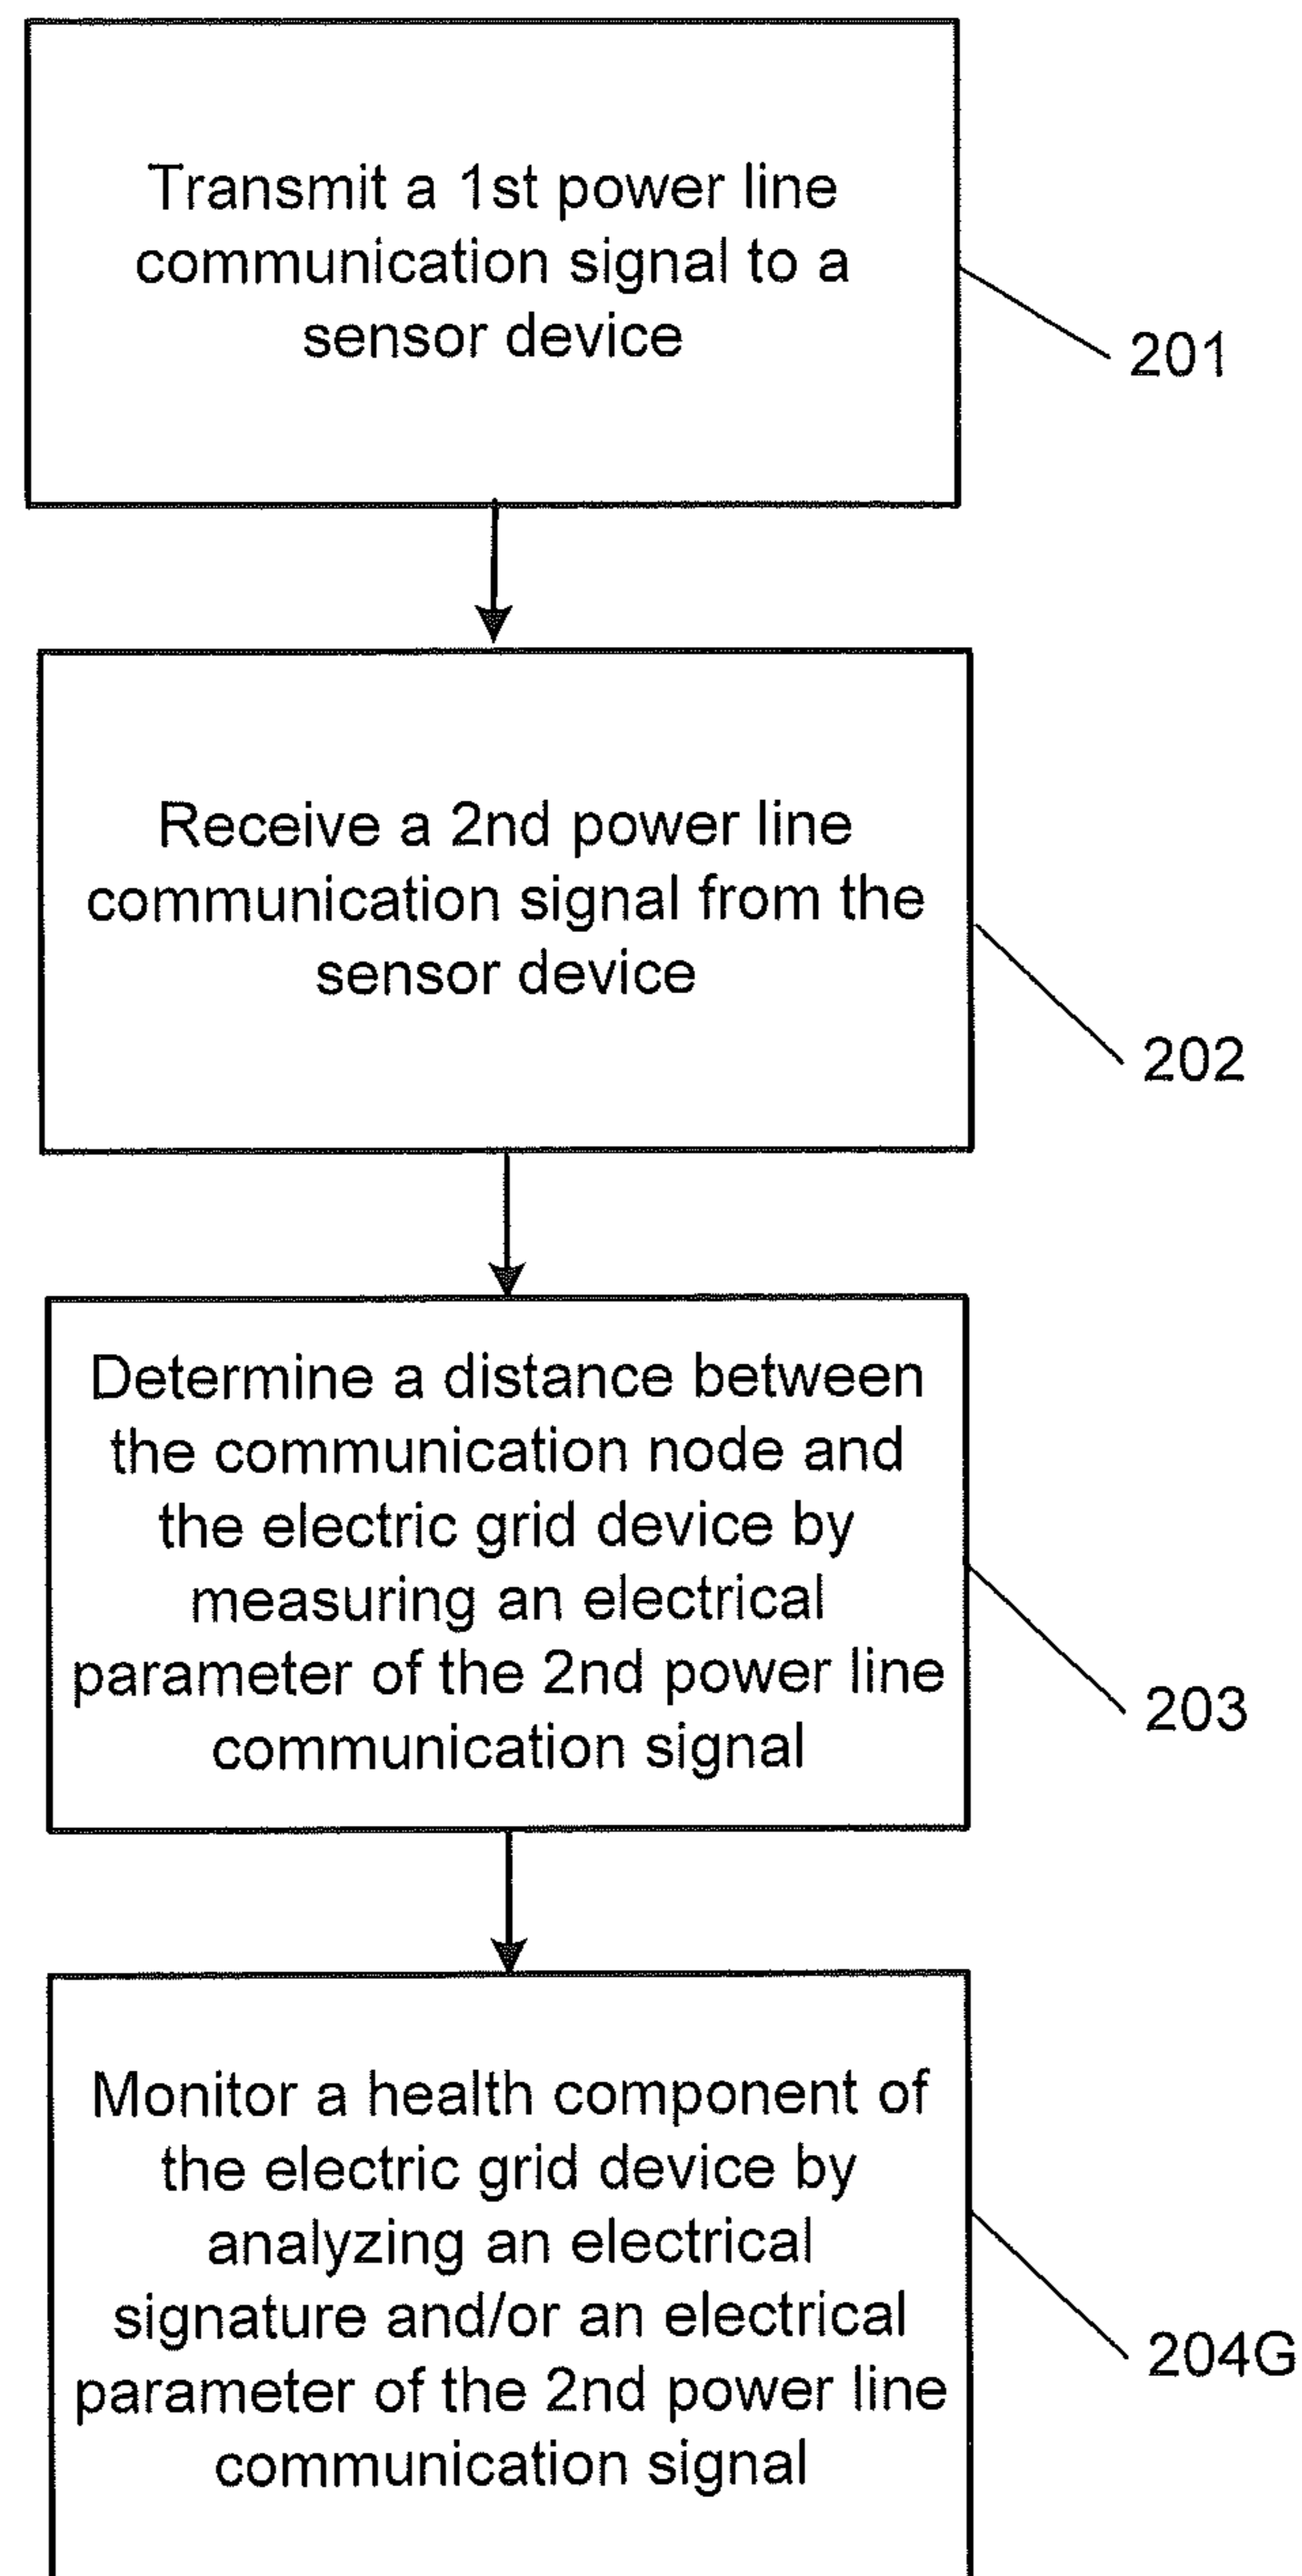 Transmit a 1st power line
communication signal to a
sensor device
201
Receive a 2nd power line
communication signal from the
sensor device
202
Determine a distance between
the communication node and
the electric grid device by
measuring an electrical
parameter of the 2nd power line
communication signal
203
Monitor a health component of
the electric grid device by
analyzing an electrical
signature and/or an electrical
parameter of the 2nd power line
communication signal
204G